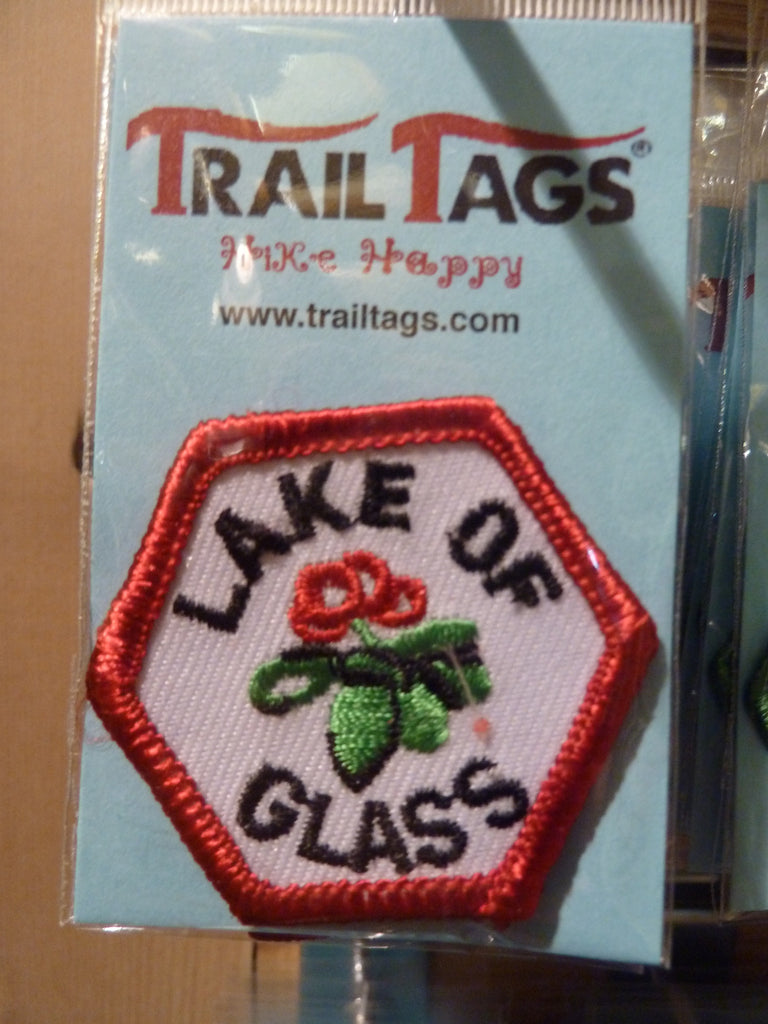 TRAIL TAGS®
Hike Happy
www.trailtags.com
LAKE OF
GLASS